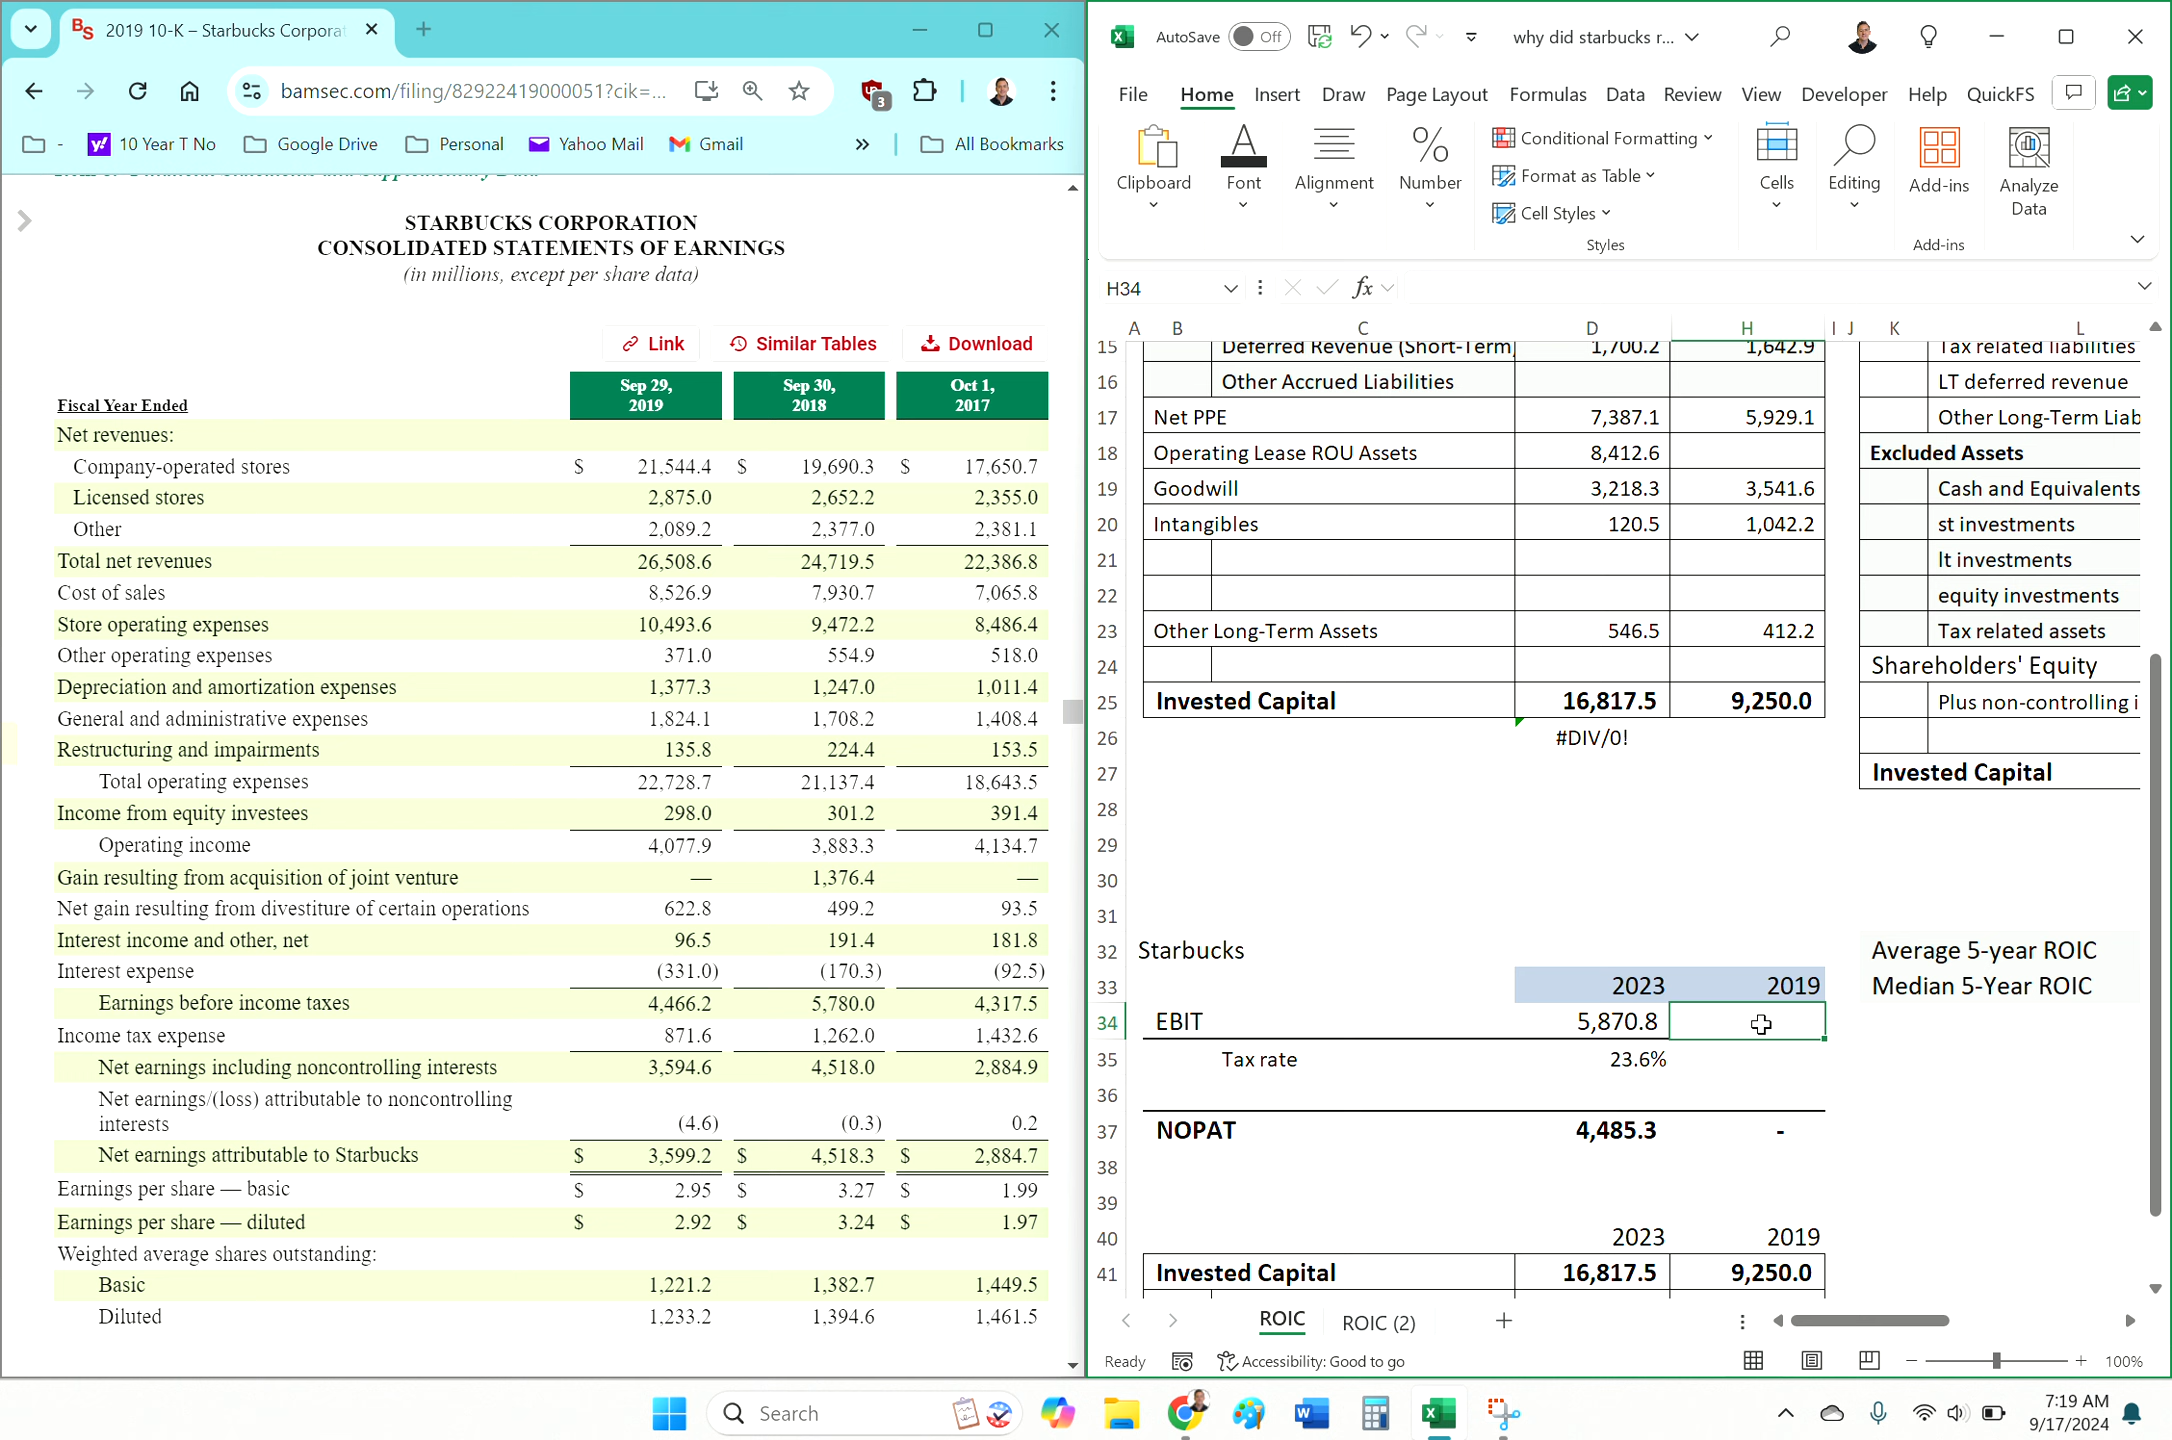 2019 10-K – Starbucks Corpora
bamsec.com/filing/82922419000051?cik=...
3
-
10 Year T No
Google Drive
Personal
Yahoo Mail
Gmail
»
All Bookmarks
STARBUCKS CORPORATION
CONSOLIDATED STATEMENTS OF EARNINGS
(in millions, except per share data)
Link Similar Tables Download
Fiscal Year Ended Sep 29, 2019 Sep 30, 2018 Oct 1, 2017
Net revenues:
Company-operated stores $ 21,544.4 $ 19,690.3 $ 17,650.7
Licensed stores 2,875.0 2,652.2 2,355.0
Other 2,089.2 2,377.0 2,381.1
Total net revenues 26,508.6 24,719.5 22,386.8
Cost of sales 8,526.9 7,930.7 7,065.8
Store operating expenses 10,493.6 9,472.2 8,486.4
Other operating expenses 371.0 554.9 518.0
Depreciation and amortization expenses 1,377.3 1,247.0 1,011.4
General and administrative expenses 1,824.1 1,708.2 1,408.4
Restructuring and impairments 135.8 224.4 153.5
Total operating expenses 22,728.7 21,137.4 18,643.5
Income from equity investees 298.0 301.2 391.4
Operating income 4,077.9 3,883.3 4,134.7
Gain resulting from acquisition of joint venture — 1,376.4 —
Net gain resulting from divestiture of certain operations 622.8 499.2 93.5
Interest income and other, net 96.5 191.4 181.8
Interest expense (331.0) (170.3) (92.5)
Earnings before income taxes 4,466.2 5,780.0 4,317.5
Income tax expense 871.6 1,262.0 1,432.6
Net earnings including noncontrolling interests 3,594.6 4,518.0 2,884.9
Net earnings/(loss) attributable to noncontrolling
interests (4.6) (0.3) 0.2
Net earnings attributable to Starbucks $ 3,599.2 $ 4,518.3 $ 2,884.7
Earnings per share — basic $ 2.95 $ 3.27 $ 1.99
Earnings per share — diluted $ 2.92 $ 3.24 $ 1.97
Weighted average shares outstanding:
Basic 1,221.2 1,382.7 1,449.5
Diluted 1,233.2 1,394.6 1,461.5
AutoSave Off why did starbucks r...
File Home Insert Draw Page Layout Formulas Data Review View Developer Help QuickFS
Clipboard Font Alignment Number
Conditional Formatting
Format as Table
Cell Styles
Styles
Cells Editing Add-ins Analyze Data
Add-ins
H34 fx
A B C D H I J K L
15 Deferred Revenue (Short-Term) 1,700.2 1,642.9 Tax related liabilities
16 Other Accrued Liabilities LT deferred revenue
17 Net PPE 7,387.1 5,929.1 Other Long-Term Liab
18 Operating Lease ROU Assets 8,412.6 Excluded Assets
19 Goodwill 3,218.3 3,541.6 Cash and Equivalents
20 Intangibles 120.5 1,042.2 st investments
21 lt investments
22 equity investments
23 Other Long-Term Assets 546.5 412.2 Tax related assets
24 Shareholders' Equity
25 Invested Capital 16,817.5 9,250.0 Plus non-controlling i
26 #DIV/0!
27 Invested Capital
28
29
30
31
32 Starbucks Average 5-year ROIC
33 2023 2019 Median 5-Year ROIC
34 EBIT 5,870.8
35 Tax rate 23.6%
36
37 NOPAT 4,485.3 -
38
39
40 2023 2019
41 Invested Capital 16,817.5 9,250.0
ROIC ROIC (2)
Ready Accessibility: Good to go 100%
Search
7:19 AM
9/17/2024